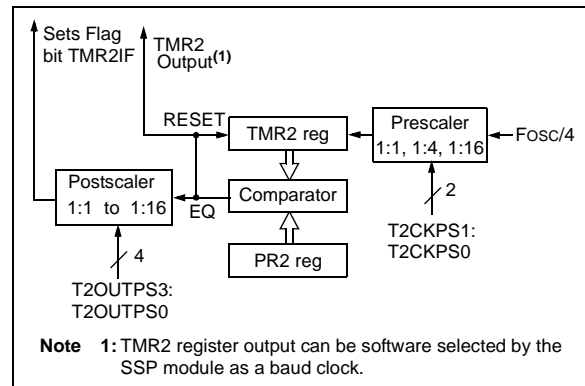 Sets Flag
bit TMR2IF
TMR2
Output(1)
RESET
TMR2 reg
Prescaler
1:1, 1:4, 1:16
FOSC/4
2
T2CKPS1:
T2CKPS0
Postscaler
1:1 to 1:16
EQ
Comparator
4
T2OUTPS3:
T2OUTPS0
PR2 reg
Note 1: TMR2 register output can be software selected by the
SSP module as a baud clock.